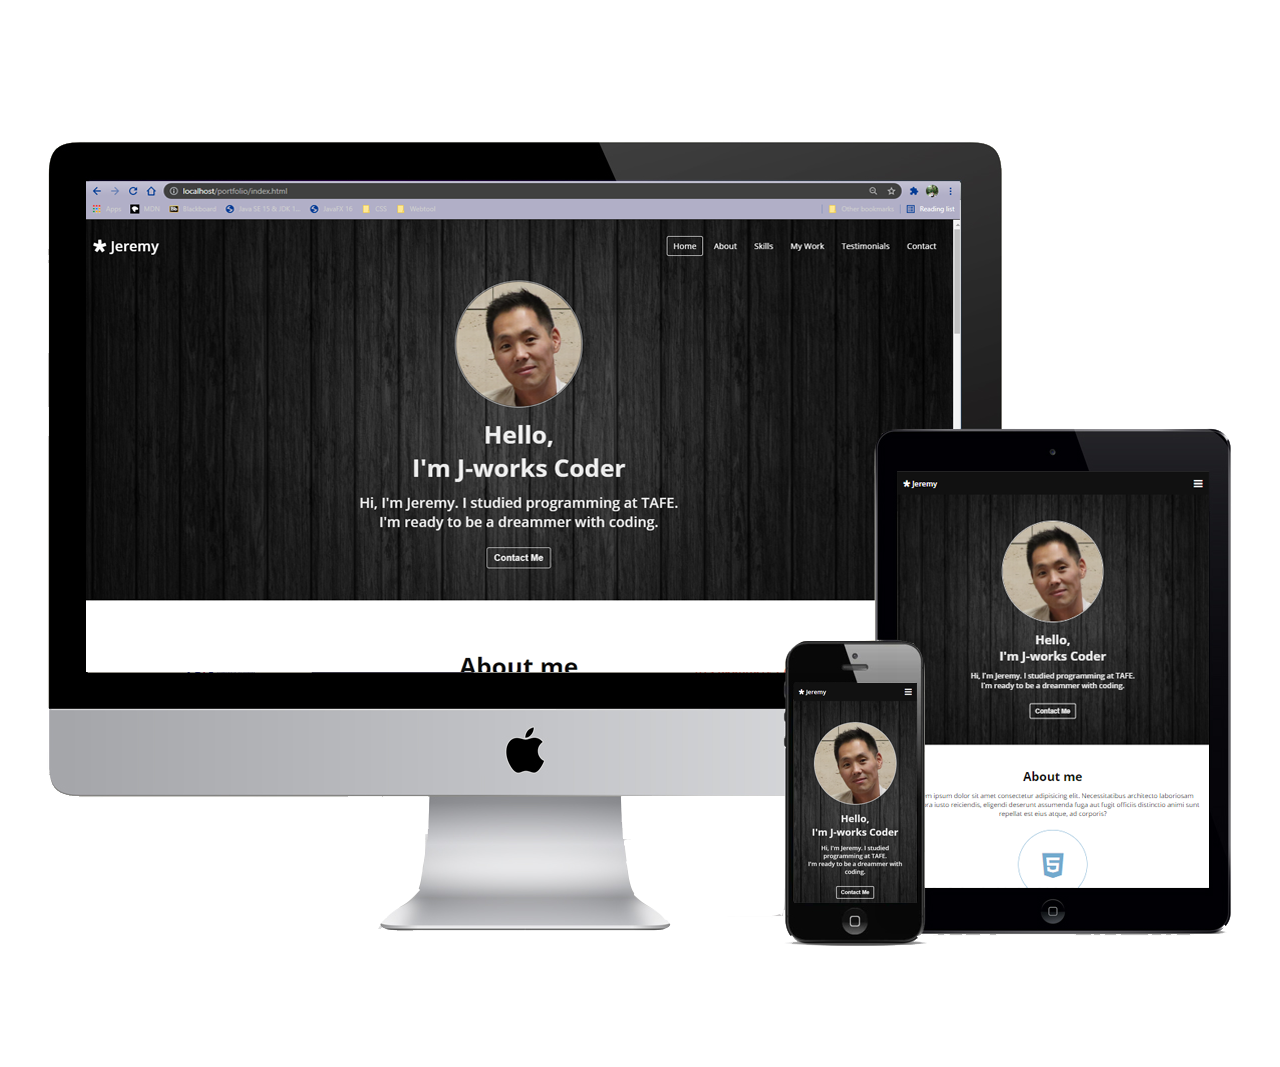 localhost/portfolio/index.html
Apps
MDN
Blackboard
Java SE 15 & JDK 1...
JavaFX 16
CSS
Webtool
Other bookmarks
Reading list
Jeremy
Home
About
Skills
My Work
Testimonials
Contact
Hello,
I'm J-works Coder
Hi, I'm Jeremy. I studied programming at TAFE.
I'm ready to be a dreammer with coding.
Contact Me
About me
Jeremy
Hello,
I'm J-works Coder
Hi, I'm Jeremy. I studied programming at TAFE.
I'm ready to be a dreammer with coding.
Contact Me
About me
ipsum dolor sit amet consectetur adipisicing elit. Necessitatibus architecto laboriosam
iusto reiciendis, eligendi deserunt assumenda fuga aut fugit officiis distinctio animi sunt
repellat est eius atque, ad corporis?
5
Jeremy
Hello,
I'm J-works Coder
Hi, I'm Jeremy. I studied
programming at TAFE.
I'm ready to be a dreammer with
coding.
Contact Me